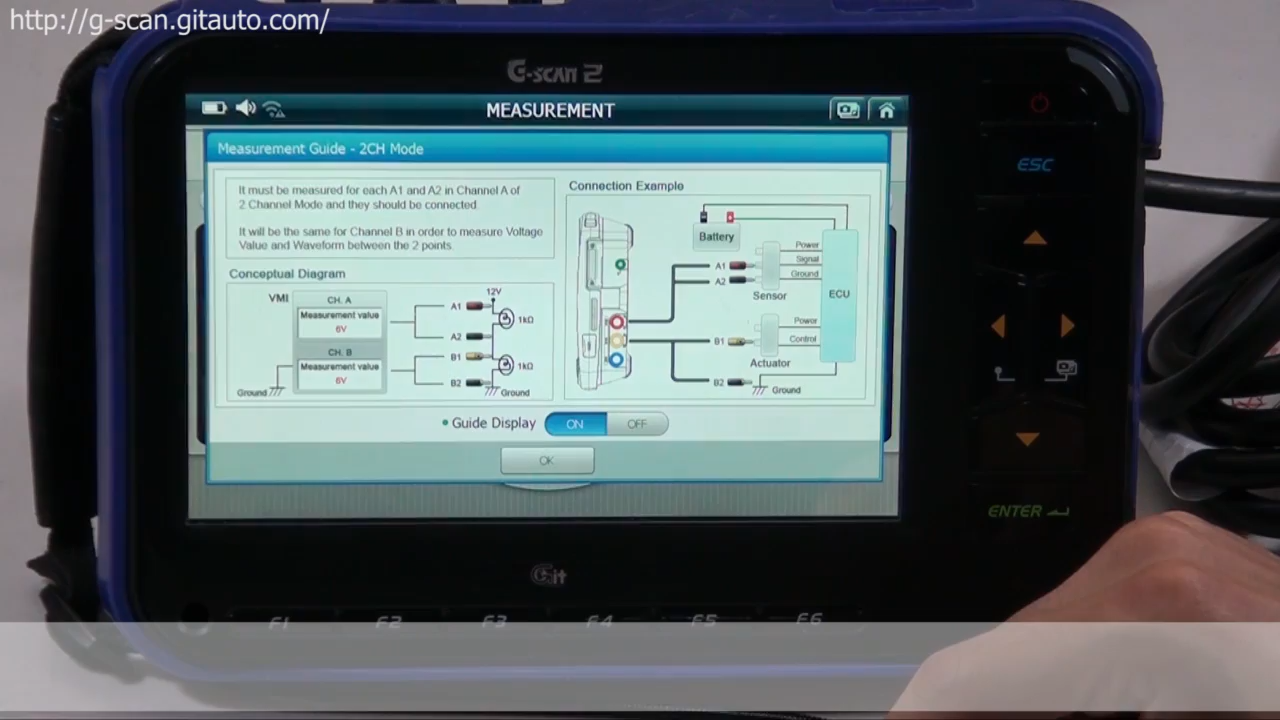 http://g-scan.gitauto.com/
G-SCAN 2
MEASUREMENT
Measurement Guide - 2CH Mode
It must be measured for each A1 and A2 in Channel A of
2 Channel Mode and they should be connected
It will be the same for Channel B in order to measure Voltage
Value and Waveform between the 2 points.
Conceptual Diagram
VMI
CH. A
Measurement value
6V
CH. B
Measurement value
6V
Ground
12V
A1
1kΩ
A2
B1
1kΩ
B2
Ground
Connection Example
Battery
A1
A2
Power
Signal
Ground
Sensor
ECU
Power
B1
Control
Actuator
B2
Ground
Guide Display
ON
OFF
OK
ESC
ENTER
Git
F1
F2
F3
F4
F5
F6